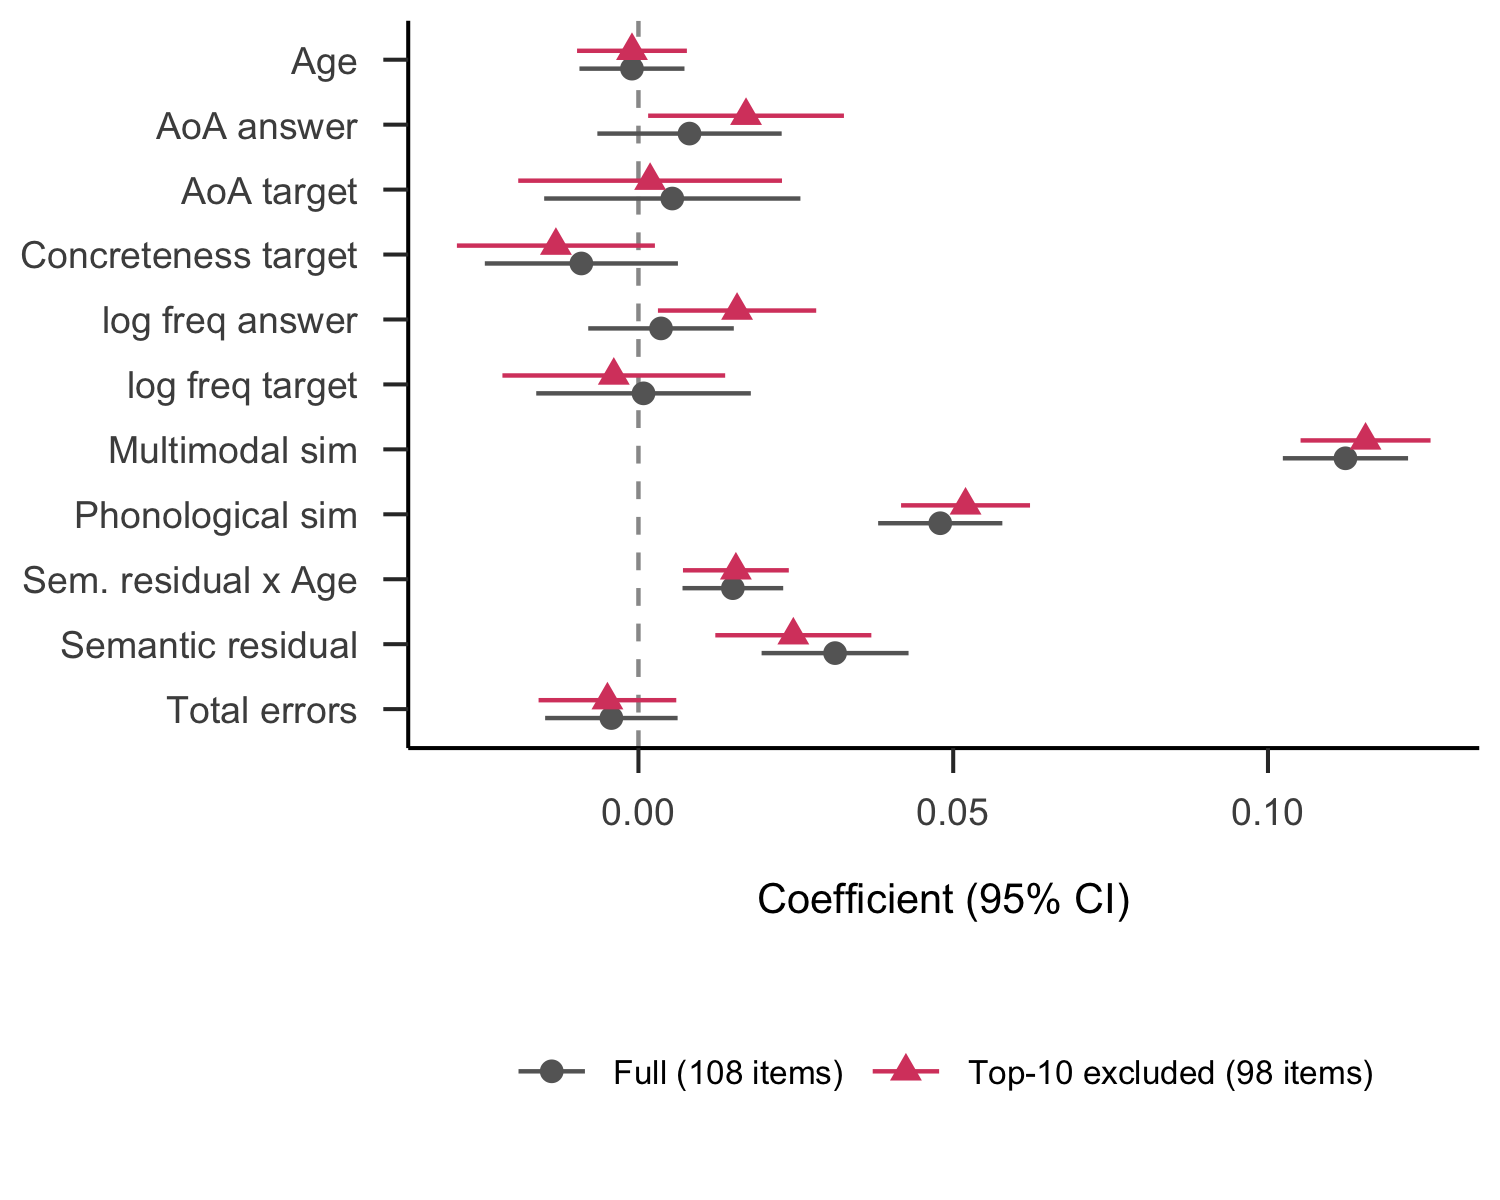 Age
AoA answer
AoA target
Concreteness target
log freq answer
log freq target
Multimodal sim
Phonological sim
Sem. residual x Age
Semantic residual
Total errors
0.00 0.05 0.10
Coefficient (95% CI)
Full (108 items) Top-10 excluded (98 items)